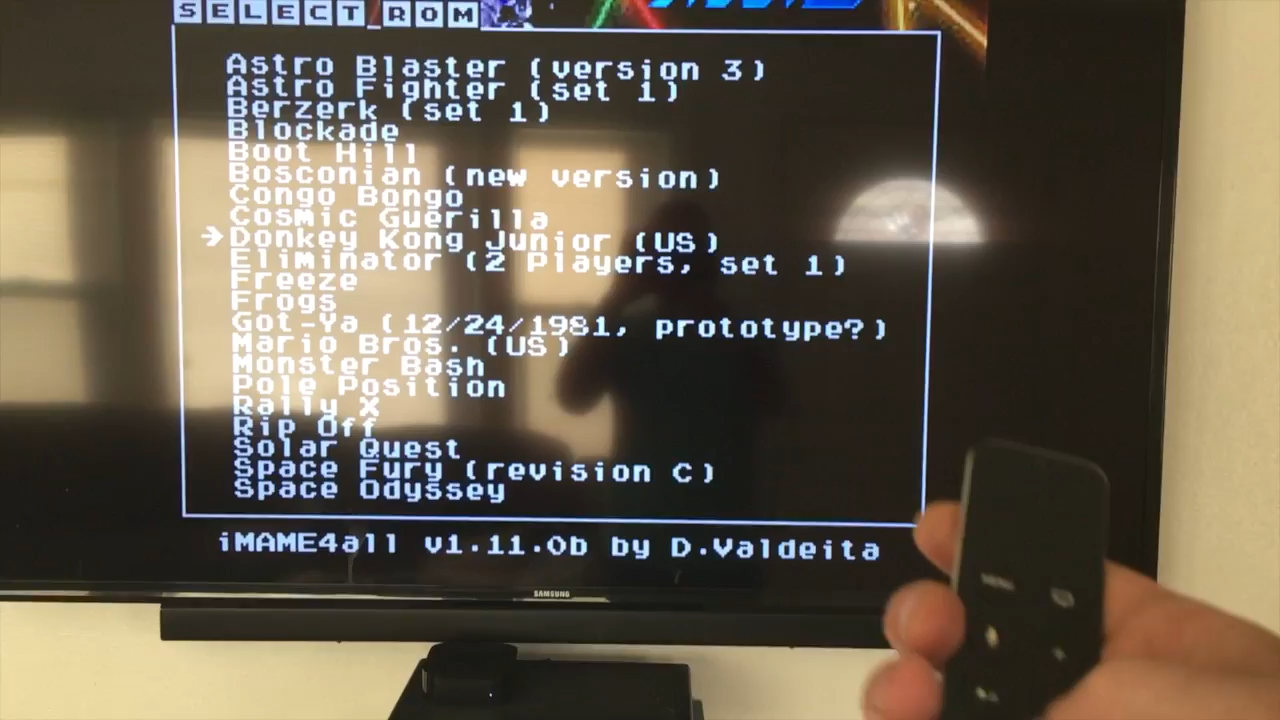 SELECT ROM
Astro Blaster (version 3)
Astro Fighter (set 1)
Berzerk (set 1)
Blockade
Boot Hill
Bosconian (new version)
Congo Bongo
Cosmic Guerilla
→Donkey Kong Junior (US)
Eliminator (2 Players, set 1)
Freeze
Frogs
Got-Ya (12/24/1981, prototype?)
Mario Bros. (US)
Monster Bash
Pole Position
Rally X
Rip Off
Solar Quest
Space Fury (revision C)
Space Odyssey
iMAME4all v1.11.0b by D.Valdeita
SAMSUNG
MENU